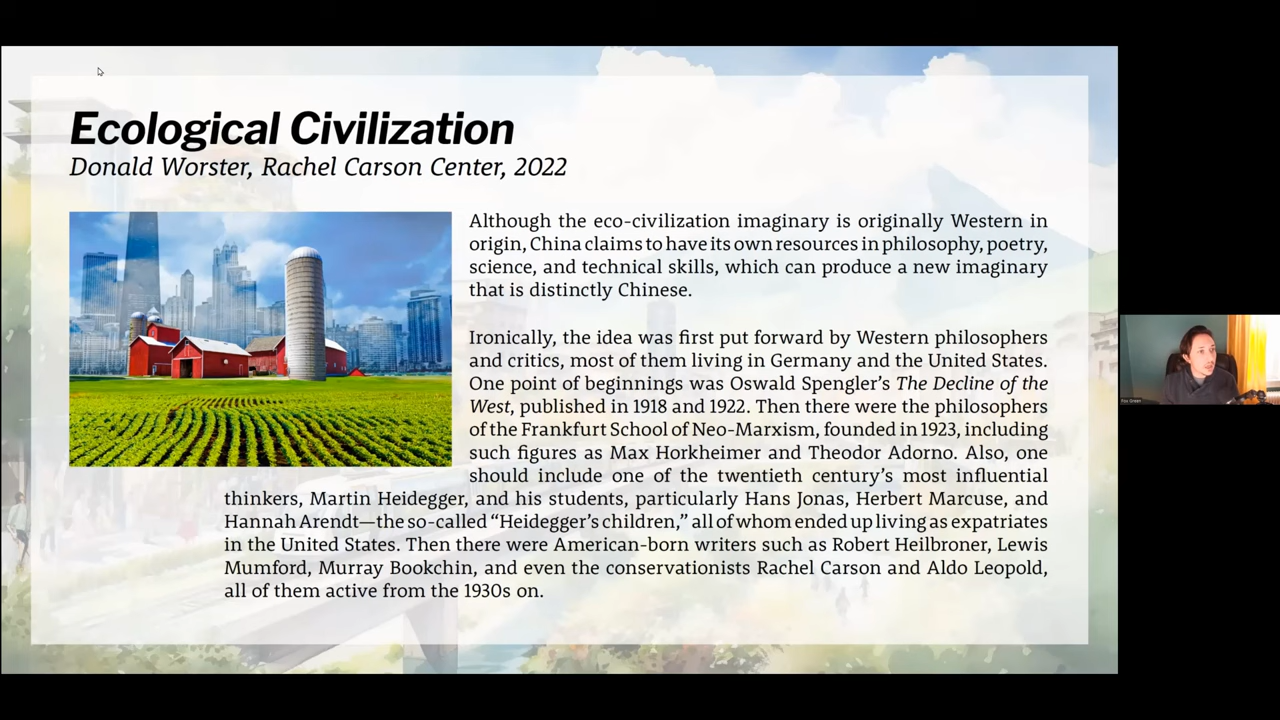 Ecological Civilization
Donald Worster, Rachel Carson Center, 2022
Although the eco-civilization imaginary is originally Western in
origin, China claims to have its own resources in philosophy, poetry,
science, and technical skills, which can produce a new imaginary
that is distinctly Chinese.
Ironically, the idea was first put forward by Western philosophers
and critics, most of them living in Germany and the United States.
One point of beginnings was Oswald Spengler's The Decline of the
West, published in 1918 and 1922. Then there were the philosophers
of the Frankfurt School of Neo-Marxism, founded in 1923, including
such figures as Max Horkheimer and Theodor Adorno. Also, one
should include one of the twentieth century's most influential
thinkers, Martin Heidegger, and his students, particularly Hans Jonas, Herbert Marcuse, and
Hannah Arendt—the so-called “Heidegger's children,” all of whom ended up living as expatriates
in the United States. Then there were American-born writers such as Robert Heilbroner, Lewis
Mumford, Murray Bookchin, and even the conservationists Rachel Carson and Aldo Leopold,
all of them active from the 1930s on.